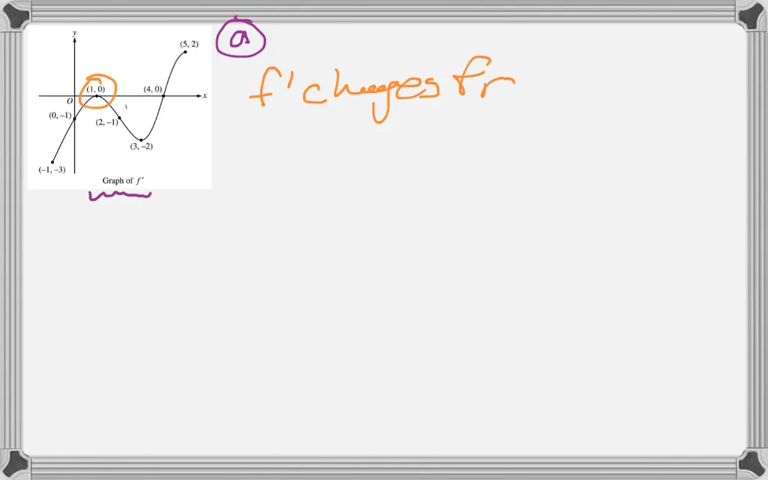 y
(5, 2)
(1, 0)
(4, 0)
x
O
(0, –1)
(2, –1)
(3, –2)
(–1, –3)
Graph of f'
a
f' changes fr